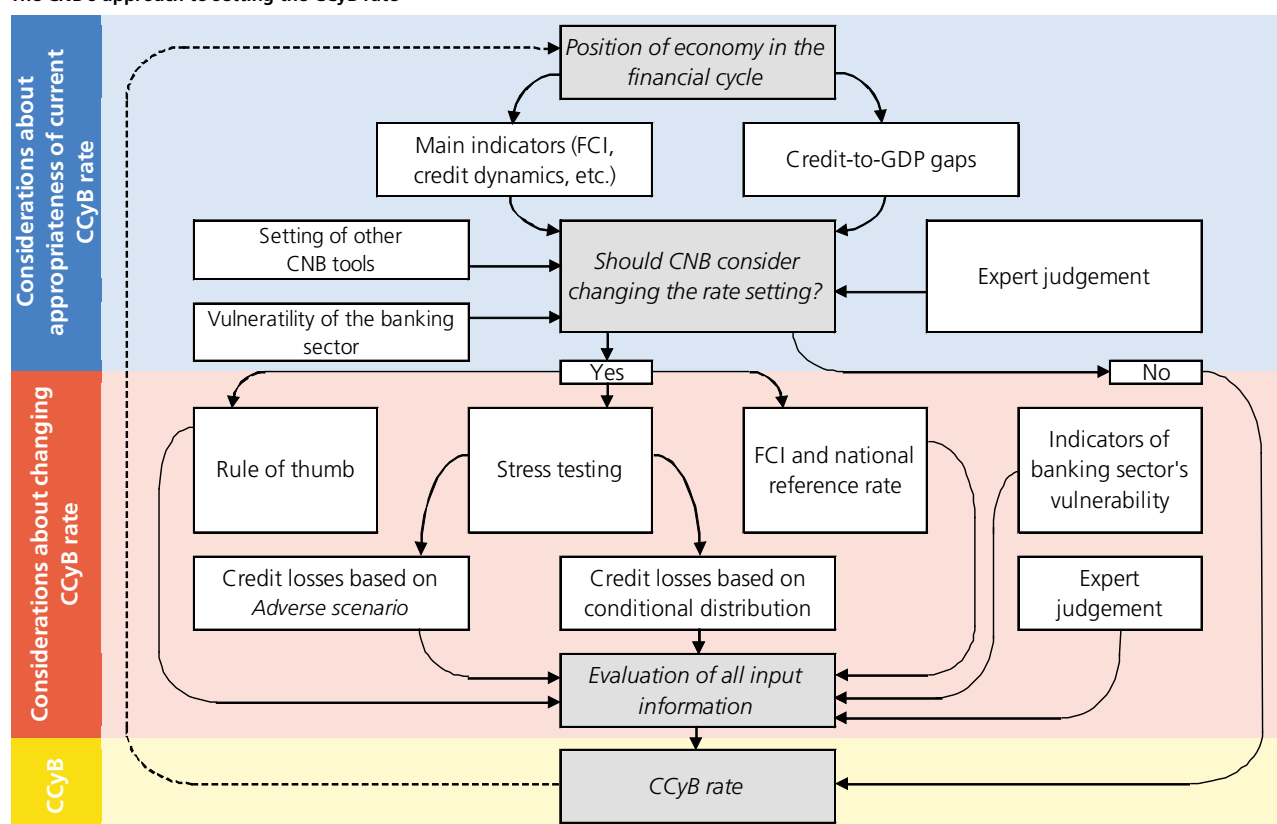 The CNB's approach to setting the CCyB rate
Considerations about
appropriateness of current
CCyB rate
Position of economy in the
financial cycle
Main indicators (FCI,
credit dynamics, etc.)
Credit-to-GDP gaps
Setting of other
CNB tools
Should CNB consider
changing the rate setting?
Expert judgement
Vulneratility of the banking
sector
Yes
No
Considerations about changing
CCyB rate
Rule of thumb
Stress testing
FCI and national
reference rate
Indicators of
banking sector's
vulnerability
Credit losses based on
Adverse scenario
Credit losses based on
conditional distribution
Expert
judgement
Evaluation of all input
information
CCyB
CCyB rate